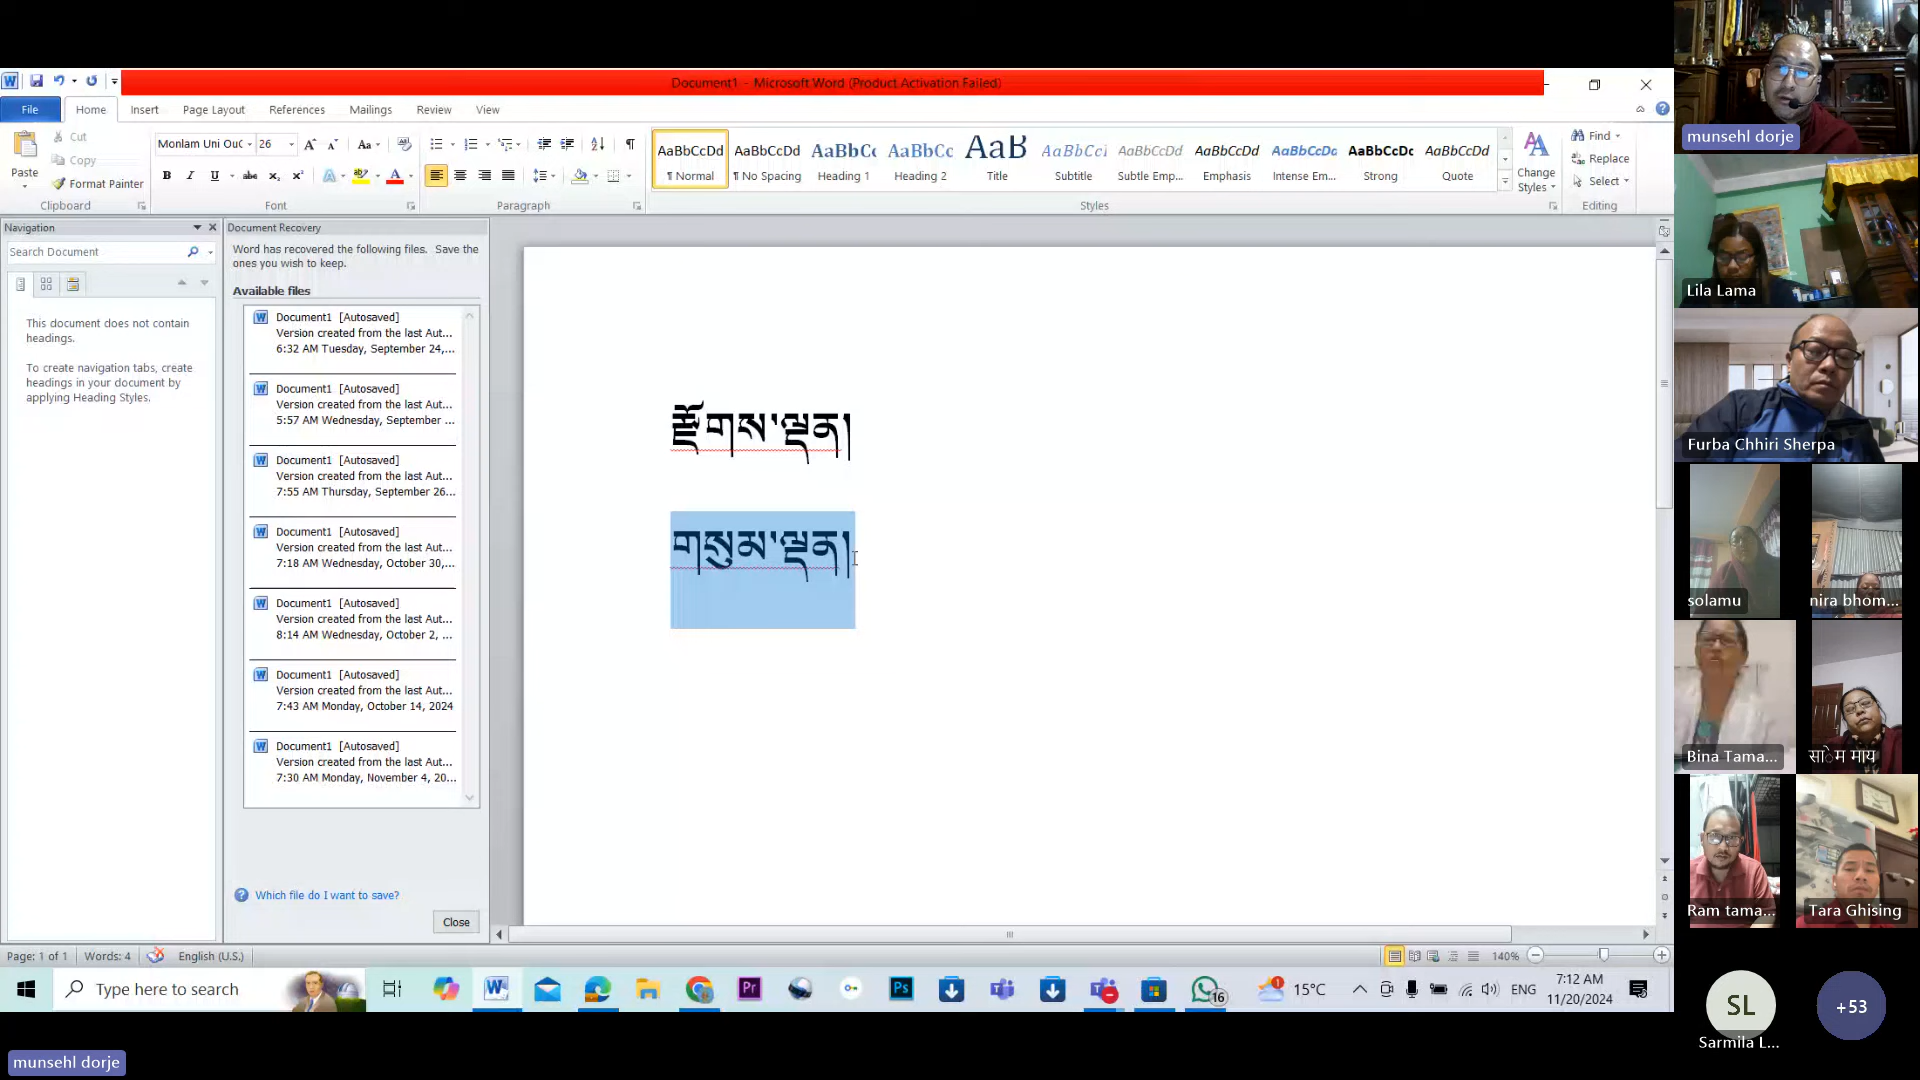 Document1 - Microsoft Word (Product Activation Failed)
File Home Insert Page Layout References Mailings Review View
Paste
Cut
Copy
Format Painter
Clipboard
Monlam Uni Ou 26
Font
Paragraph
AaBbCcDd AaBbCcDd AaBbCc AaBbCc AaB AaBbCcI AaBbCcDd AaBbCcDd AaBbCcDc AaBbCcDc AaBbCcDd
¶ Normal ¶ No Spacing Heading 1 Heading 2 Title Subtitle Subtle Emp... Emphasis Intense Em... Strong Quote
Styles
Change Styles
Find
Replace
Select
Editing
Navigation
Search Document
This document does not contain headings.
To create navigation tabs, create headings in your document by applying Heading Styles.
Document Recovery
Word has recovered the following files. Save the
ones you wish to keep.
Available files
Document1 [Autosaved]
Version created from the last Aut...
6:32 AM Tuesday, September 24,...
Document1 [Autosaved]
Version created from the last Aut...
5:57 AM Wednesday, September ...
Document1 [Autosaved]
Version created from the last Aut...
7:55 AM Thursday, September 26...
Document1 [Autosaved]
Version created from the last Aut...
7:18 AM Wednesday, October 30,...
Document1 [Autosaved]
Version created from the last Aut...
8:14 AM Wednesday, October 2, ...
Document1 [Autosaved]
Version created from the last Aut...
7:43 AM Monday, October 14, 2024
Document1 [Autosaved]
Version created from the last Aut...
7:30 AM Monday, November 4, 20...
Which file do I want to save?
Close
རྫོགས་ལྡན།
གསུམ་ལྡན།
Page: 1 of 1 Words: 4 English (U.S.)
140%
Type here to search
Pr
Ps
16
1
15°C
ENG
7:12 AM
11/20/2024
munsehl dorje
Lila Lama
Furba Chhiri Sherpa
solamu
nira bhom...
Bina Tama...
Ram tama...
Tara Ghising
SL
Sarmila L...
+53
munsehl dorje